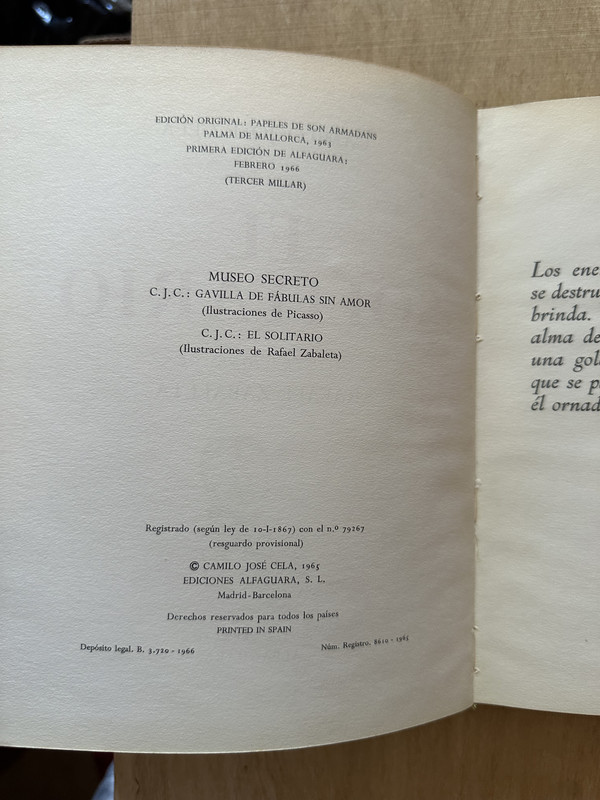 EDICIÓN ORIGINAL: PAPELES DE SON ARMADANS
PALMA DE MALLORCA, 1963
PRIMERA EDICIÓN DE ALFAGUARA:
FEBRERO 1966
(TERCER MILLAR)
MUSEO SECRETO
C. J. C.: GAVILLA DE FÁBULAS SIN AMOR
(Ilustraciones de Picasso)
C. J. C.: EL SOLITARIO
(Ilustraciones de Rafael Zabaleta)
Registrado (según ley de 10-I-1867) con el n.º 79267
(resguardo provisional)
© CAMILO JOSÉ CELA, 1965
EDICIONES ALFAGUARA, S. L.
Madrid-Barcelona
Derechos reservados para todos los países
PRINTED IN SPAIN
Depósito legal. B. 3.720 - 1966
Núm. Registro. 8610 - 1965
Los ene
se destru
brinda.
alma de
una gol
que se p
él ornad